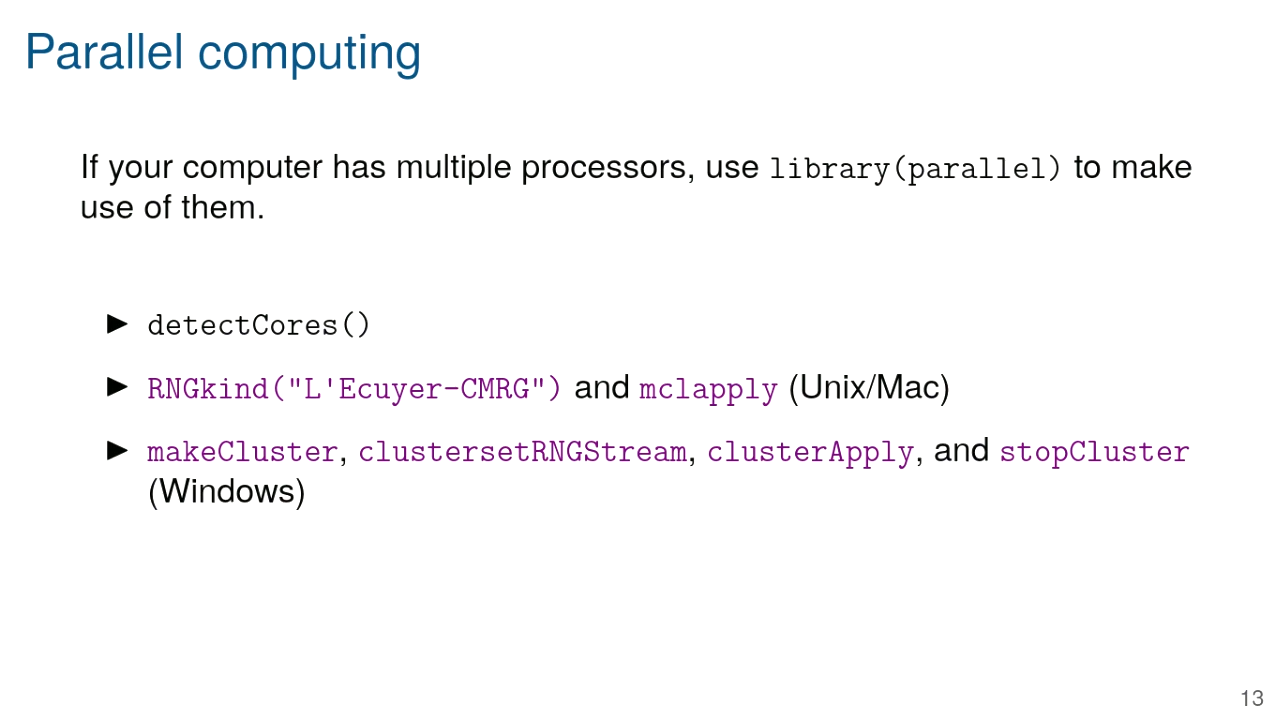 Parallel computing
If your computer has multiple processors, use library(parallel) to make
use of them.
▶ detectCores()
▶ RNGkind("L'Ecuyer-CMRG") and mclapply (Unix/Mac)
▶ makeCluster, clustersetRNGStream, clusterApply, and stopCluster
(Windows)
13